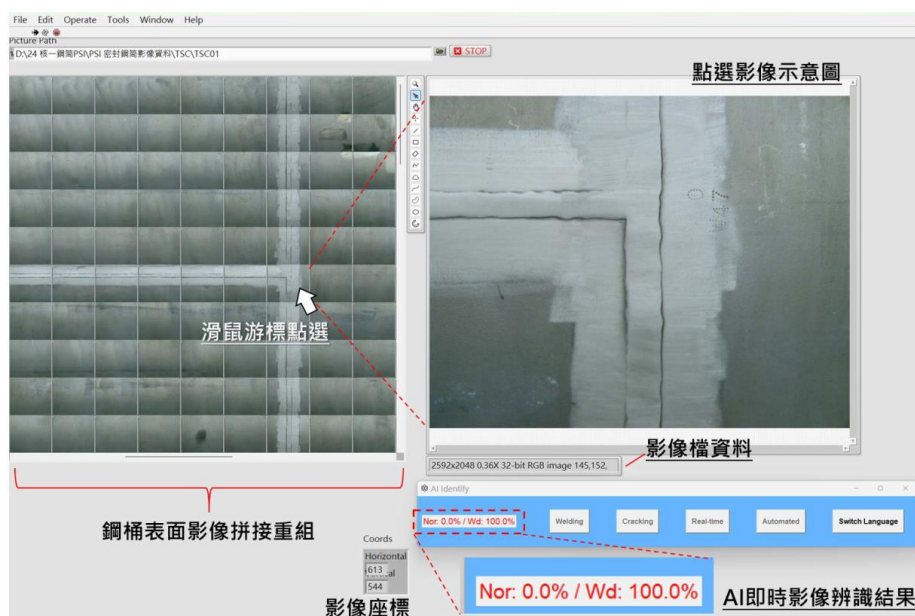 File Edit Operate Tools Window Help
Picture Path
D:\24 核一鋼筒PSI\PSI 密封鋼筒影像資料\TSC\TSC01
STOP
點選影像示意圖
W47
滑鼠游標點選
影像檔資料
2592x2048 0.36X 32-bit RGB image 145,152,
鋼桶表面影像拼接重組
AI Identify
Nor: 0.0% / Wd: 100.0%
Welding
Cracking
Real-time
Automated
Switch Language
Coords
Horizontal
613
544
影像座標
Nor: 0.0% / Wd: 100.0%
AI即時影像辨識結果